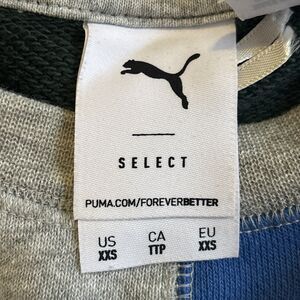 SELECT
PUMA.COM/FOREVERBETTER
US CA EU
XXS TTP XXS